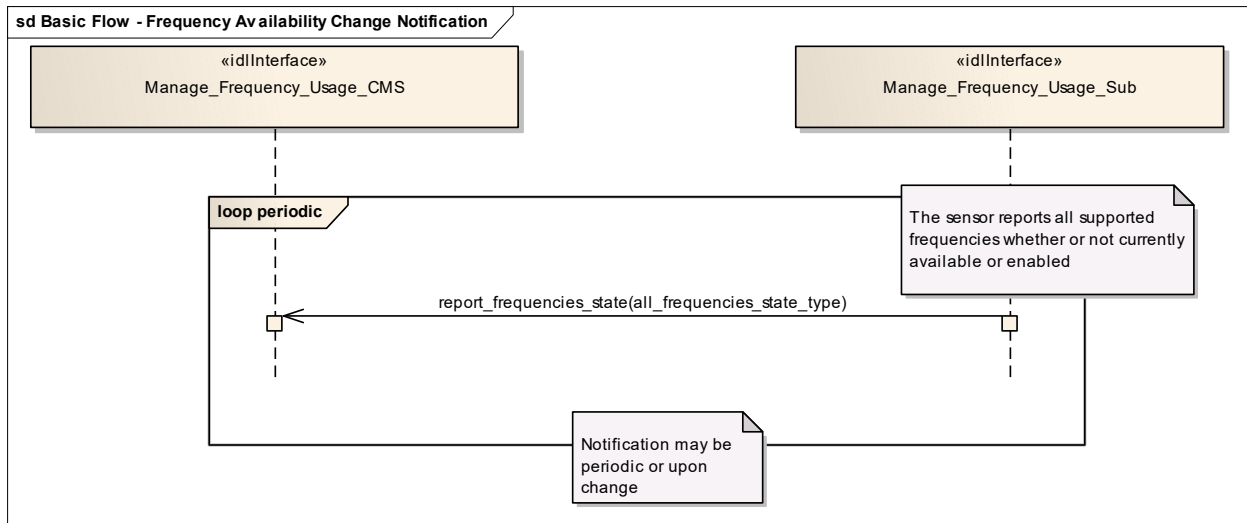 sd Basic Flow - Frequency Availability Change Notification
«idlInterface»
Manage_Frequency_Usage_CMS
«idlInterface»
Manage_Frequency_Usage_Sub
loop periodic
The sensor reports all supported
frequencies whether or not currently
available or enabled
report_frequencies_state(all_frequencies_state_type)
Notification may be
periodic or upon
change